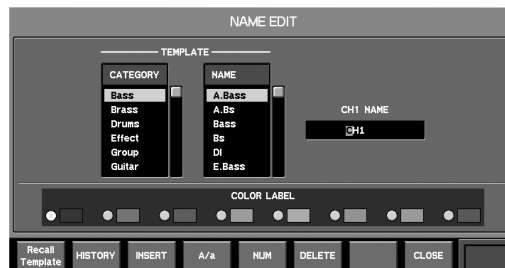 NAME EDIT
TEMPLATE
CATEGORY
Bass
Brass
Drums
Effect
Group
Guitar
NAME
A.Bass
A.Bs
Bass
Bs
DI
E.Bass
CH1 NAME
CH1
COLOR LABEL
Recall Template
HISTORY
INSERT
A/a
NUM
DELETE
CLOSE